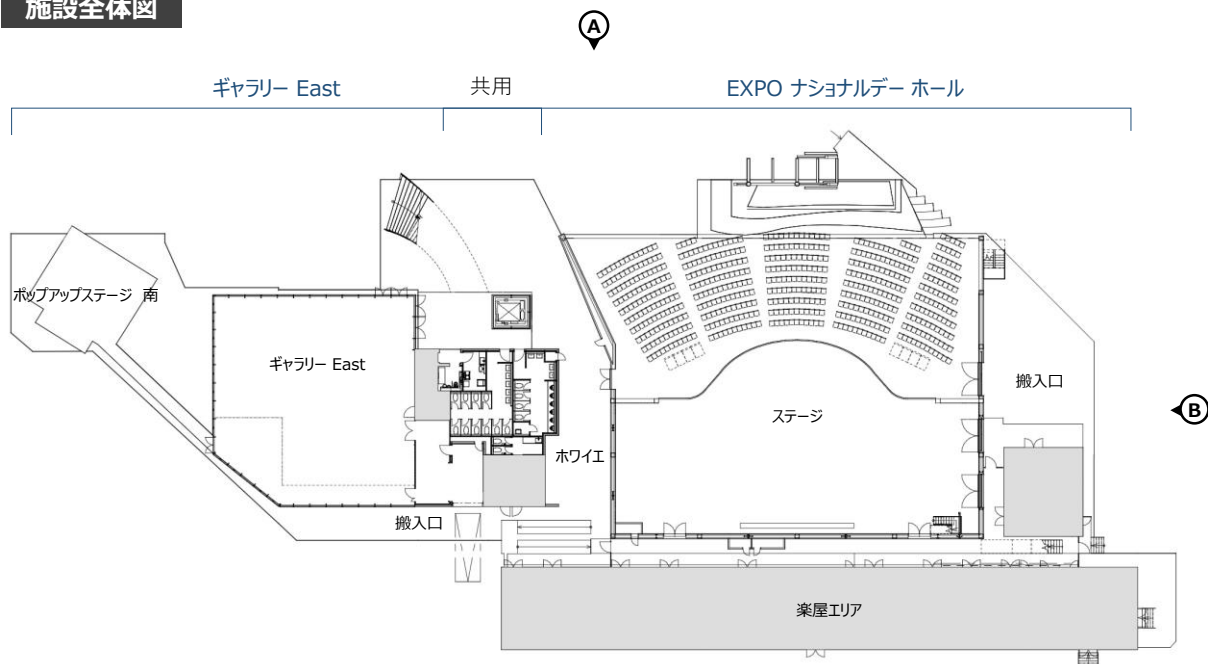 施設全体図
A
ギャラリー East
共用
EXPO ナショナルデー ホール
ポップアップステージ 南
ギャラリー East
搬入口
ステージ
B
ホワイエ
搬入口
楽屋エリア